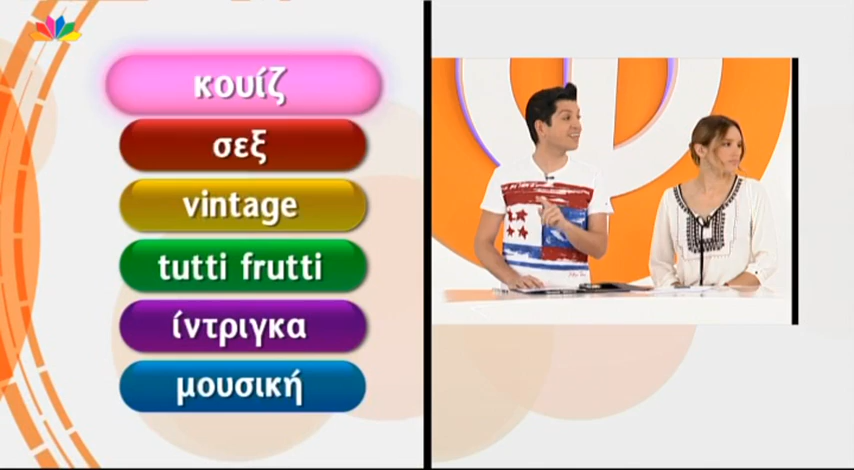 κουίζ
σεξ
vintage
tutti frutti
ίντριγκα
μουσική